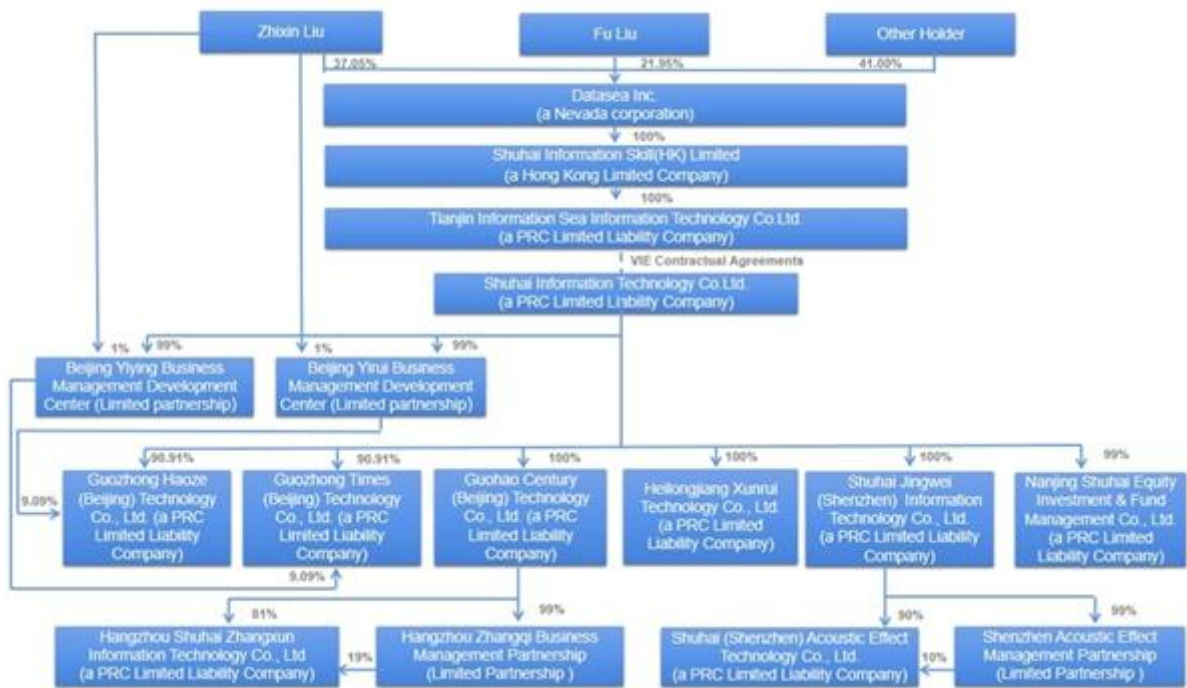 Zhixin Liu
Fu Liu
Other Holder
37.05%
21.95%
41.00%
Datasea Inc.
(a Nevada corporation)
100%
Shuhai Information Skill(HK) Limited
(a Hong Kong Limited Company)
100%
Tianjin Information Sea Information Technology Co.Ltd.
(a PRC Limited Liability Company)
VIE Contractual Agreements
Shuhai Information Technology Co.Ltd.
(a PRC Limited Liability Company)
1%
99%
1%
99%
Beijing Yiying Business
Management Development
Center (Limited partnership)
Beijing Yirui Business
Management Development
Center (Limited partnership)
90.91%
90.91%
100%
100%
100%
99%
9.09%
Guozhong Haoze
(Beijing) Technology
Co., Ltd. (a PRC
Limited Liability
Company)
Guozhong Times
(Beijing) Technology
Co., Ltd. (a PRC
Limited Liability
Company)
Guohao Century
(Beijing) Technology
Co., Ltd. (a PRC
Limited Liability
Company)
Heilongjiang Xunrui
Technology Co., Ltd.
(a PRC Limited
Liability Company)
Shuhai Jingwei
(Shenzhen) Information
Technology Co., Ltd.
(a PRC Limited Liability
Company)
Nanjing Shuhai Equity
Investment & Fund
Management Co., Ltd.
(a PRC Limited
Liability Company)
9.09%
81%
99%
90%
99%
Hangzhou Shuhai Zhangxun
Information Technology Co., Ltd
(a PRC Limited Liability Company)
19%
Hangzhou Zhangqi Business
Management Partnership
(Limited Partnership )
Shuhai (Shenzhen) Acoustic Effect
Technology Co., Ltd.
(a PRC Limited Liability Company)
10%
Shenzhen Acoustic Effect
Management Partnership
(Limited Partnership )